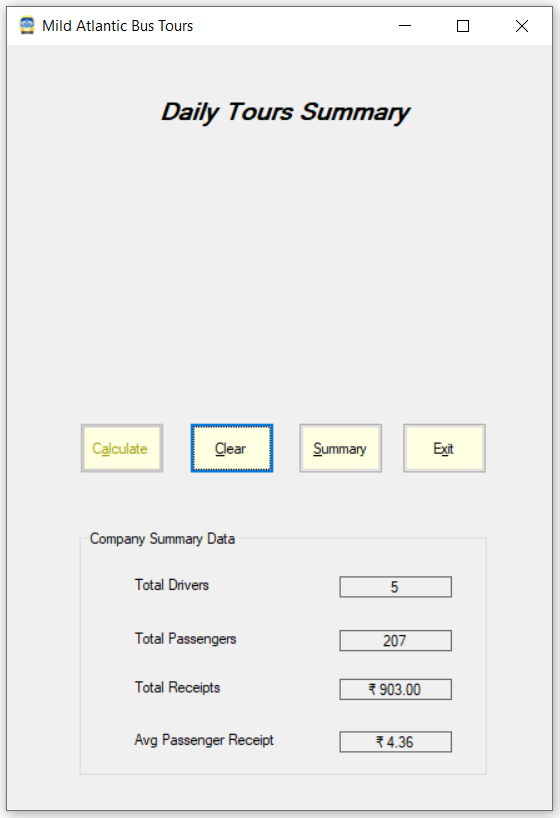 Mild Atlantic Bus Tours
Daily Tours Summary
Calculate Clear Summary Exit
Company Summary Data
Total Drivers 5
Total Passengers 207
Total Receipts ₹ 903.00
Avg Passenger Receipt ₹ 4.36